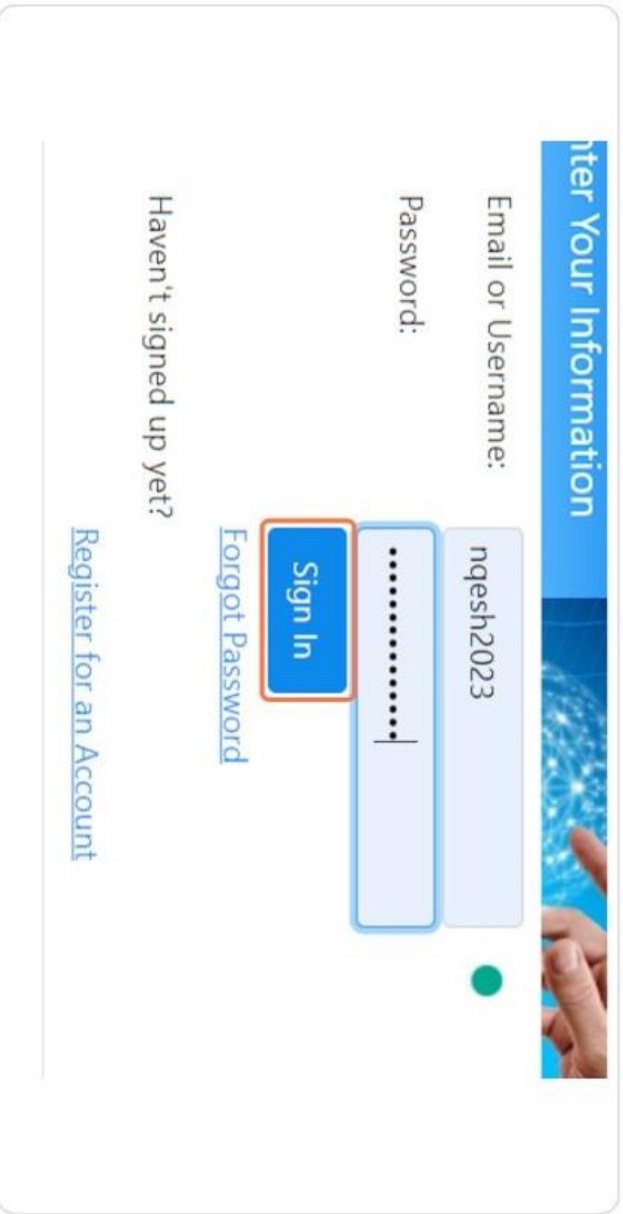 nter Your Information
Email or Username:
nqesh2023
Password:
Sign In
Forgot Password
Haven't signed up yet?
Register for an Account